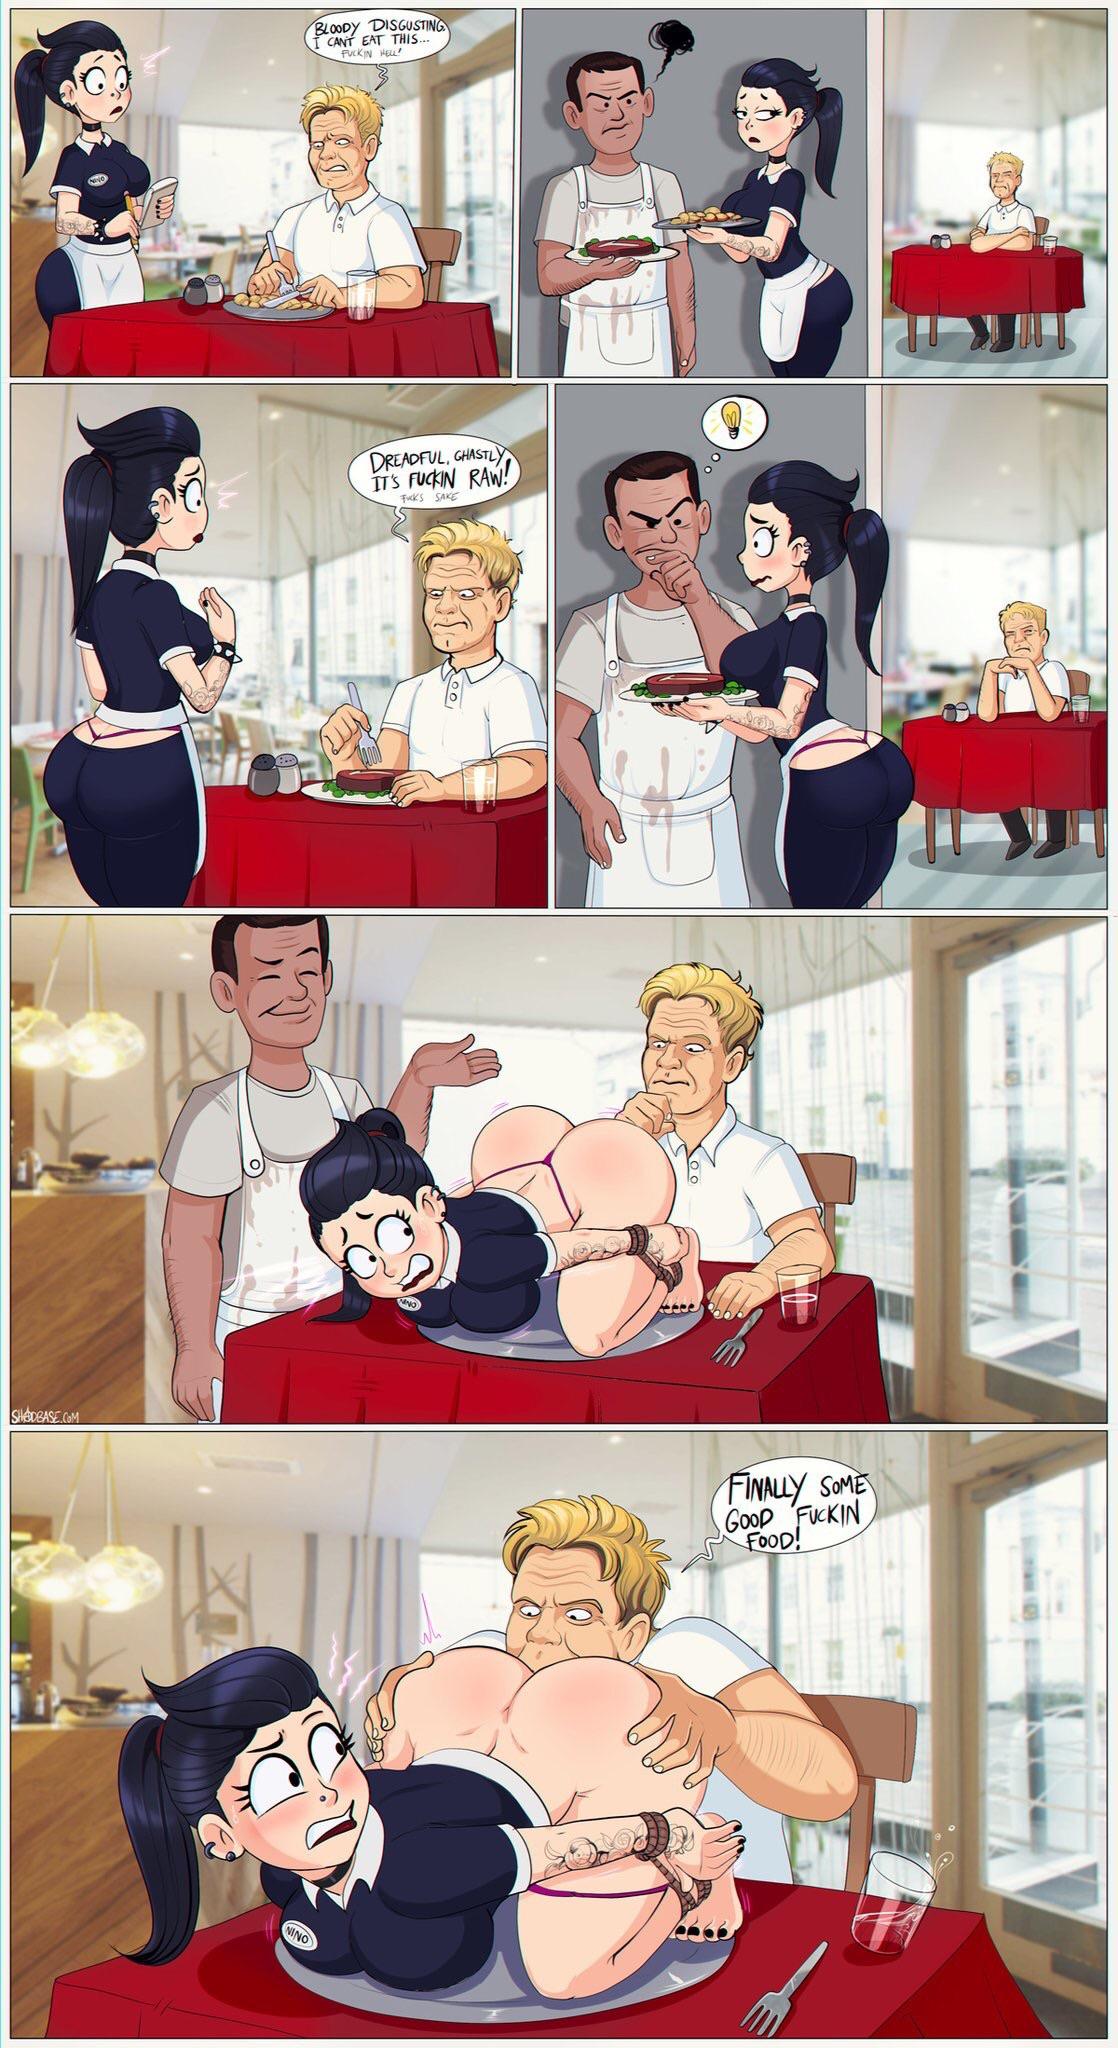 BLOODY DISGUSTING.
I CANT EAT THIS...
FUCKIN HELL!
NINO
DREADFUL, GHASTLY
IT'S FUCKIN RAW!
FUCKS SAKE
NINO
SHADBASE.COM
FINALLY SOME
GOOD FUCKIN
FOOD!
NINO